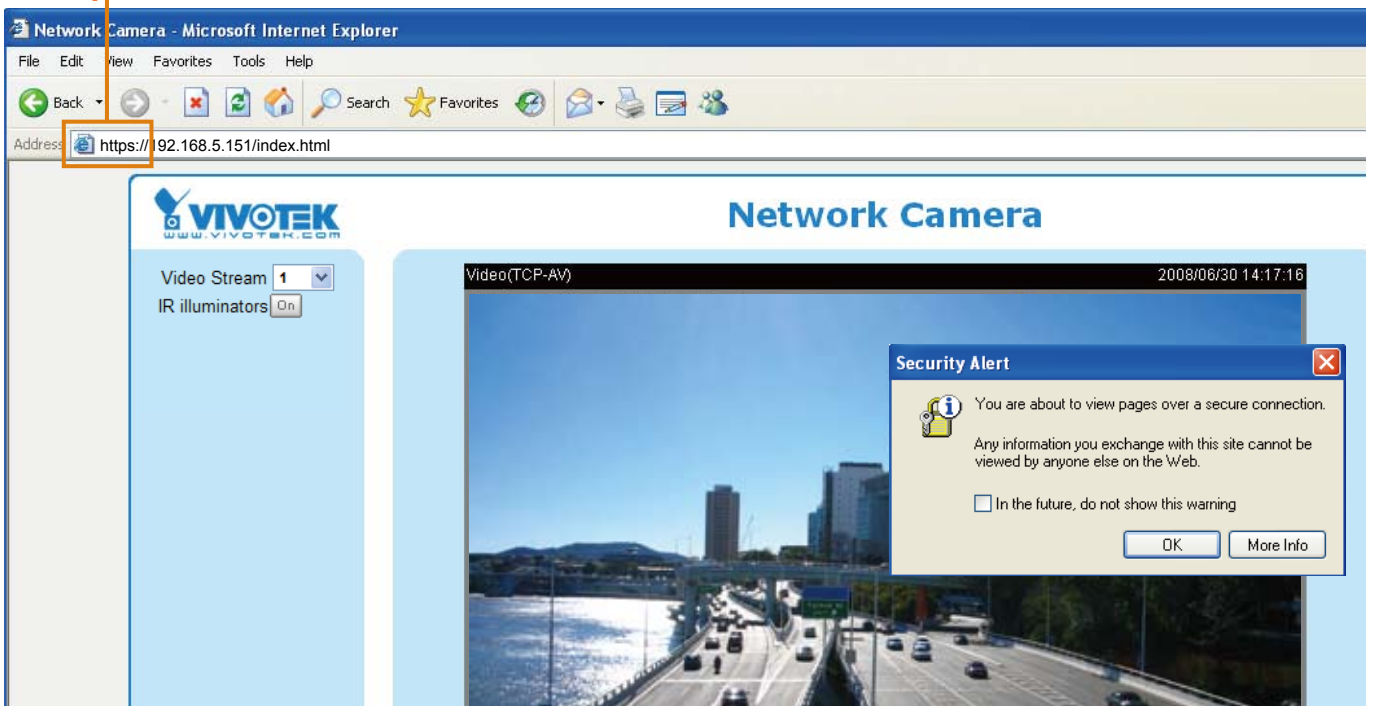 Network Camera - Microsoft Internet Explorer
File Edit View Favorites Tools Help
Back Search Favorites
Address https://192.168.5.151/index.html
VIVOTEK
www.vivotek.com
Network Camera
Video Stream 1
IR illuminators On
Video(TCP-AV) 2008/06/30 14:17:16
Security Alert
You are about to view pages over a secure connection.
Any information you exchange with this site cannot be
viewed by anyone else on the Web.
In the future, do not show this warning
OK More Info